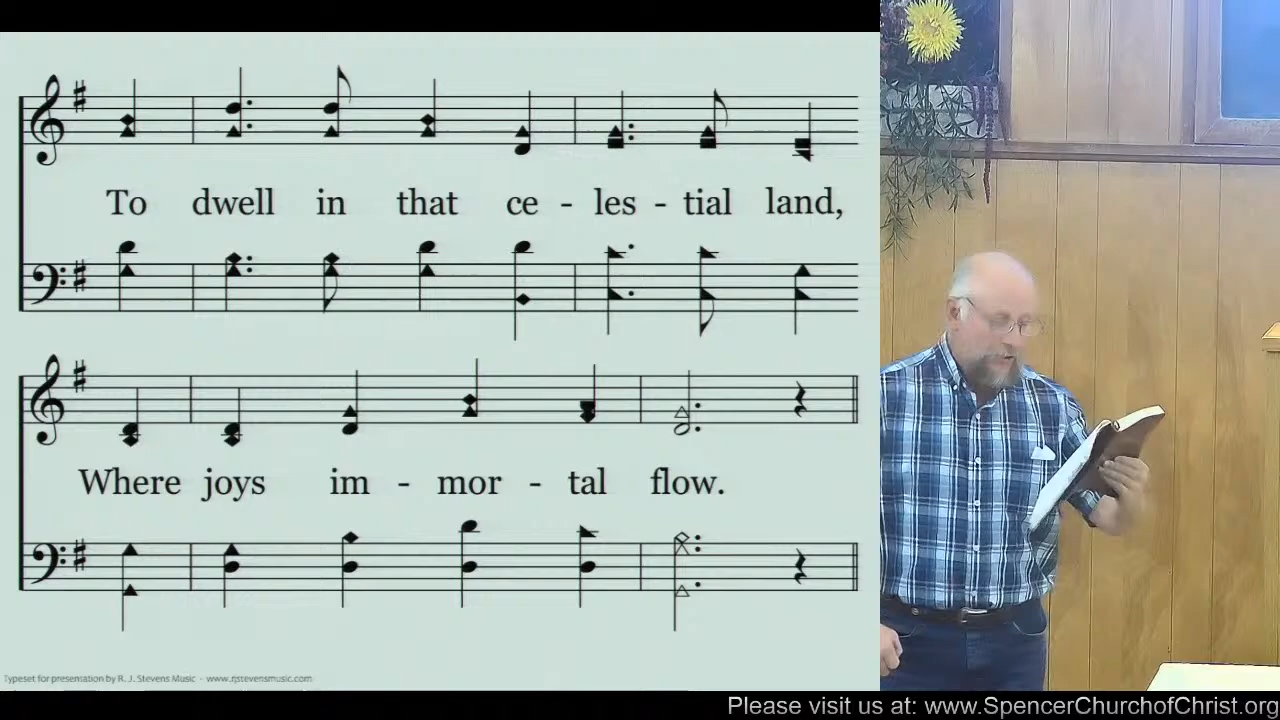 To dwell in that ce - les - tial land,
Where joys im - mor - tal flow.
Typeset for presentation by R. J. Stevens Music - www.rjstevensmusic.com
Please visit us at: www.SpencerChurchofChrist.org